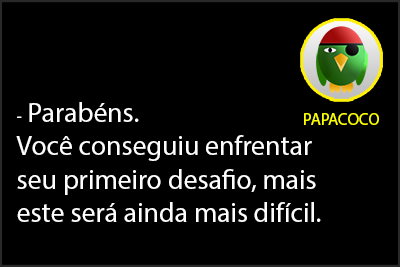 PAPACOCO
- Parabéns.
Você conseguiu enfrentar
seu primeiro desafio, mais
este será ainda mais difícil.